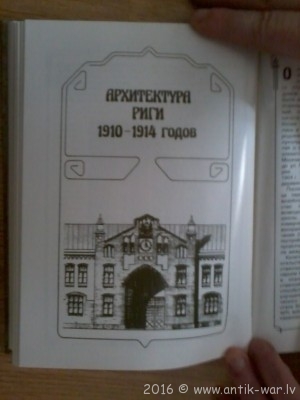 АРХИТЕКТУРА
РИГИ
1910-1914 ГОДОВ
2016 © www.antik-war.lv